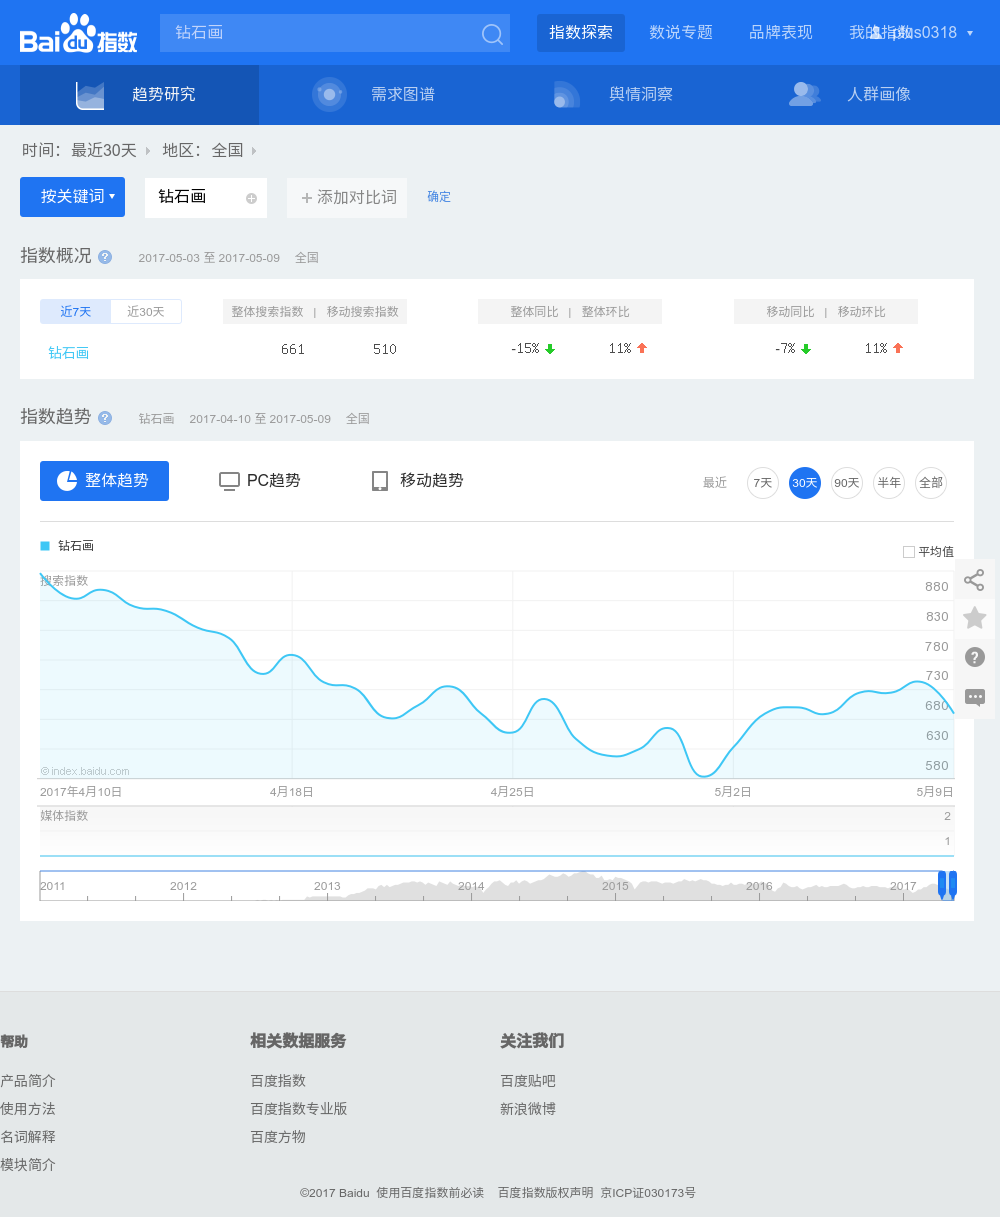 Bai du 指数
钻石画
指数探索 数说专题 品牌表现 我的指数 plus0318
趋势研究 需求图谱 舆情洞察 人群画像
时间: 最近30天 地区: 全国
按关键词 钻石画 + 添加对比词 确定
指数概况 ? 2017-05-03 至 2017-05-09 全国
近7天 近30天 整体搜索指数 | 移动搜索指数 整体同比 | 整体环比 移动同比 | 移动环比
钻石画 661 510 -15% 11% -7% 11%
指数趋势 ? 钻石画 2017-04-10 至 2017-05-09 全国
整体趋势 PC趋势 移动趋势 最近 7天 30天 90天 半年 全部
钻石画
平均值
搜索指数
880
830
780
730
680
630
580
©index.baidu.com
2017年4月10日 4月18日 4月25日 5月2日 5月9日
媒体指数 2
1
2011 2012 2013 2014 2015 2016 2017
帮助 相关数据服务 关注我们
产品简介 百度指数 百度贴吧
使用方法 百度指数专业版 新浪微博
名词解释 百度方物
模块简介
©2017 Baidu 使用百度指数前必读 百度指数版权声明 京ICP证030173号